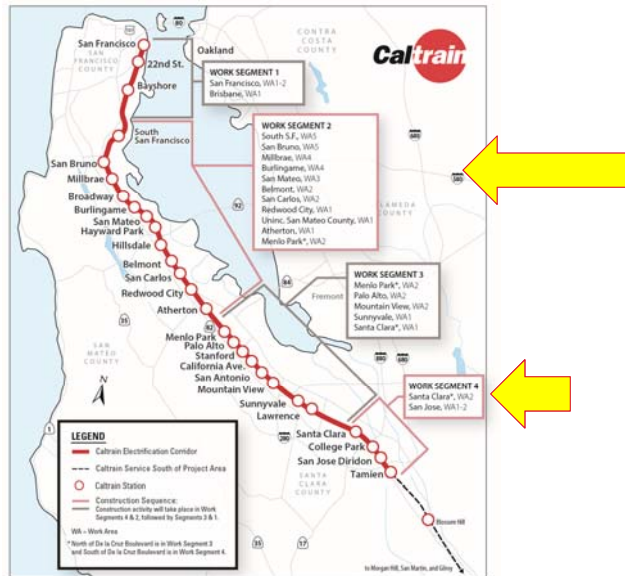 Caltrain
CONTRA
COSTA
COUNTY
San Francisco
SAN
FRANCISCO
COUNTY
Oakland
22nd St.
Bayshore
WORK SEGMENT 1
San Francisco, WA1-2
Brisbane, WA1
South
San Francisco
WORK SEGMENT 2
South S.F., WA5
San Bruno, WA5
Millbrae, WA4
Burlingame, WA4
San Mateo, WA3
Belmont, WA2
San Carlos, WA2
Redwood City, WA1
Uninc. San Mateo County, WA1
Atherton, WA1
Menlo Park*, WA2
ALAMEDA
COUNTY
San Bruno
Millbrae
Broadway
Burlingame
San Mateo
Hayward Park
Hillsdale
Belmont
San Carlos
Redwood City
Atherton
Menlo Park
Palo Alto
Stanford
California Ave.
San Antonio
Mountain View
Sunnyvale
Lawrence
Santa Clara
College Park
San Jose Diridon
Tamien
92
84
82
35
280
1
35
17
Fremont
WORK SEGMENT 3
Menlo Park*, WA2
Palo Alto, WA2
Mountain View, WA2
Sunnyvale, WA1
Santa Clara*, WA1
WORK SEGMENT 4
Santa Clara*, WA2
San Jose, WA1-2
SAN
MATEO
COUNTY
N
SANTA
CLARA
COUNTY
Blossom Hill
to Morgan Hill, San Martin, and Gilroy
LEGEND
Caltrain Electrification Corridor
Caltrain Service South of Project Area
Caltrain Station
Construction Sequence:
Construction activity will take place in Work
Segments 4 & 2, followed by Segments 3 & 1.
WA – Work Area
* North of De la Cruz Boulevard is in Work Segment 3
and South of De la Cruz Boulevard is in Work Segment 4.